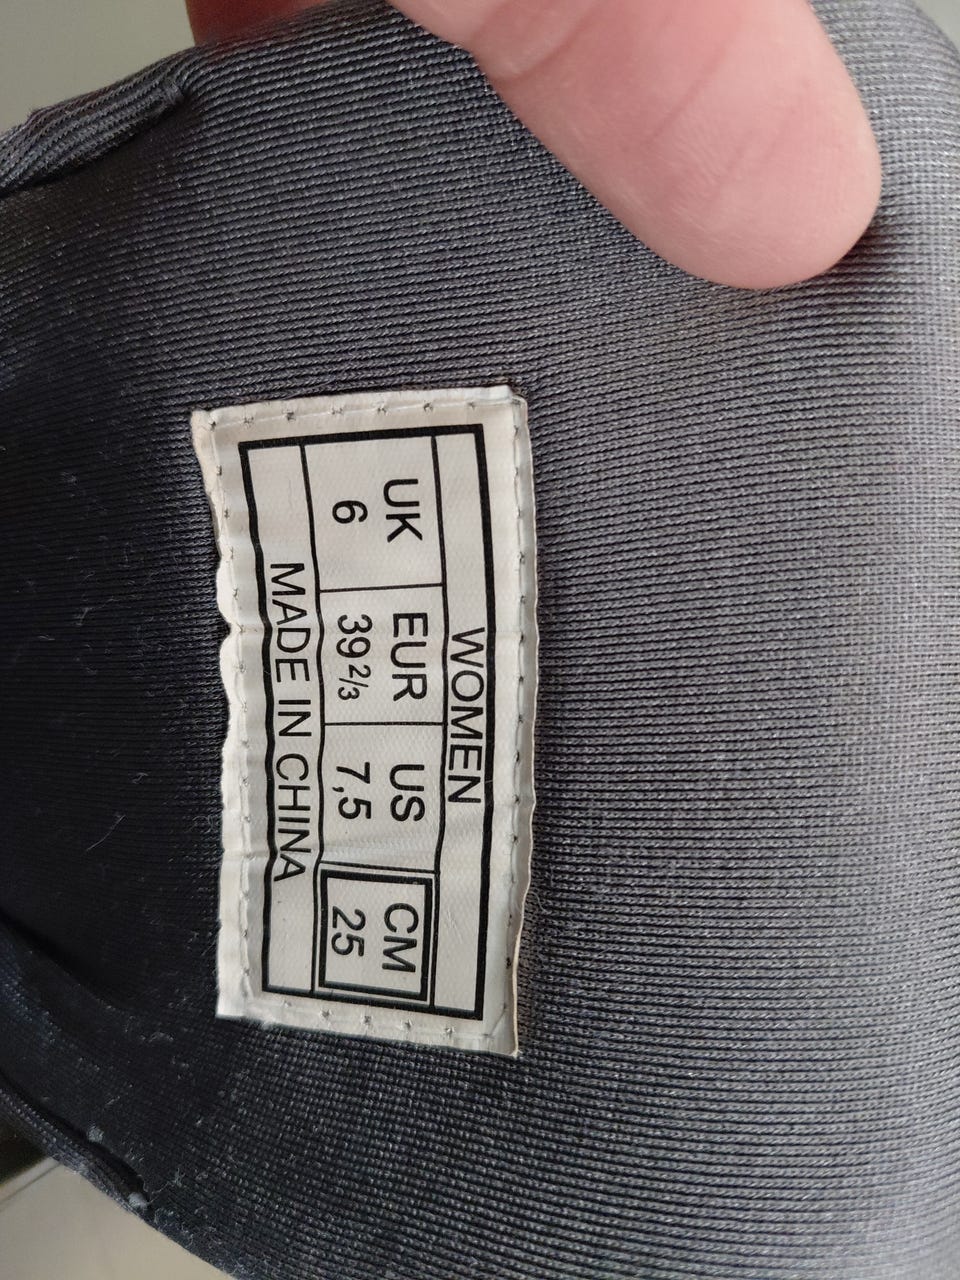 WOMEN
UK EUR US CM
6 39 2/3 7,5 25
MADE IN CHINA